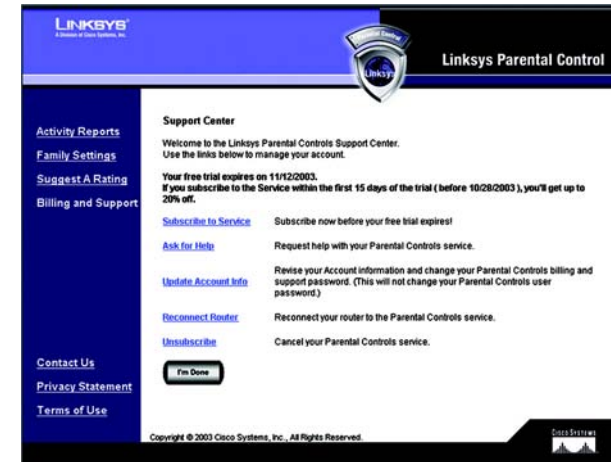 LINKSYS®
A Division of Cisco Systems, Inc.
Parental Control
Linksys
Linksys Parental Control
Activity Reports
Family Settings
Suggest A Rating
Billing and Support
Contact Us
Privacy Statement
Terms of Use
Support Center
Welcome to the Linksys Parental Controls Support Center.
Use the links below to manage your account.
Your free trial expires on 11/12/2003.
If you subscribe to the Service within the first 15 days of the trial ( before 10/28/2003 ), you'll get up to
20% off.
Subscribe to Service Subscribe now before your free trial expires!
Ask for Help Request help with your Parental Controls service.
Update Account Info Revise your Account information and change your Parental Controls billing and
support password. (This will not change your Parental Controls user
password.)
Reconnect Router Reconnect your router to the Parental Controls service.
Unsubscribe Cancel your Parental Controls service.
I'm Done
Copyright © 2003 Cisco Systems, Inc., All Rights Reserved.
CISCO SYSTEMS